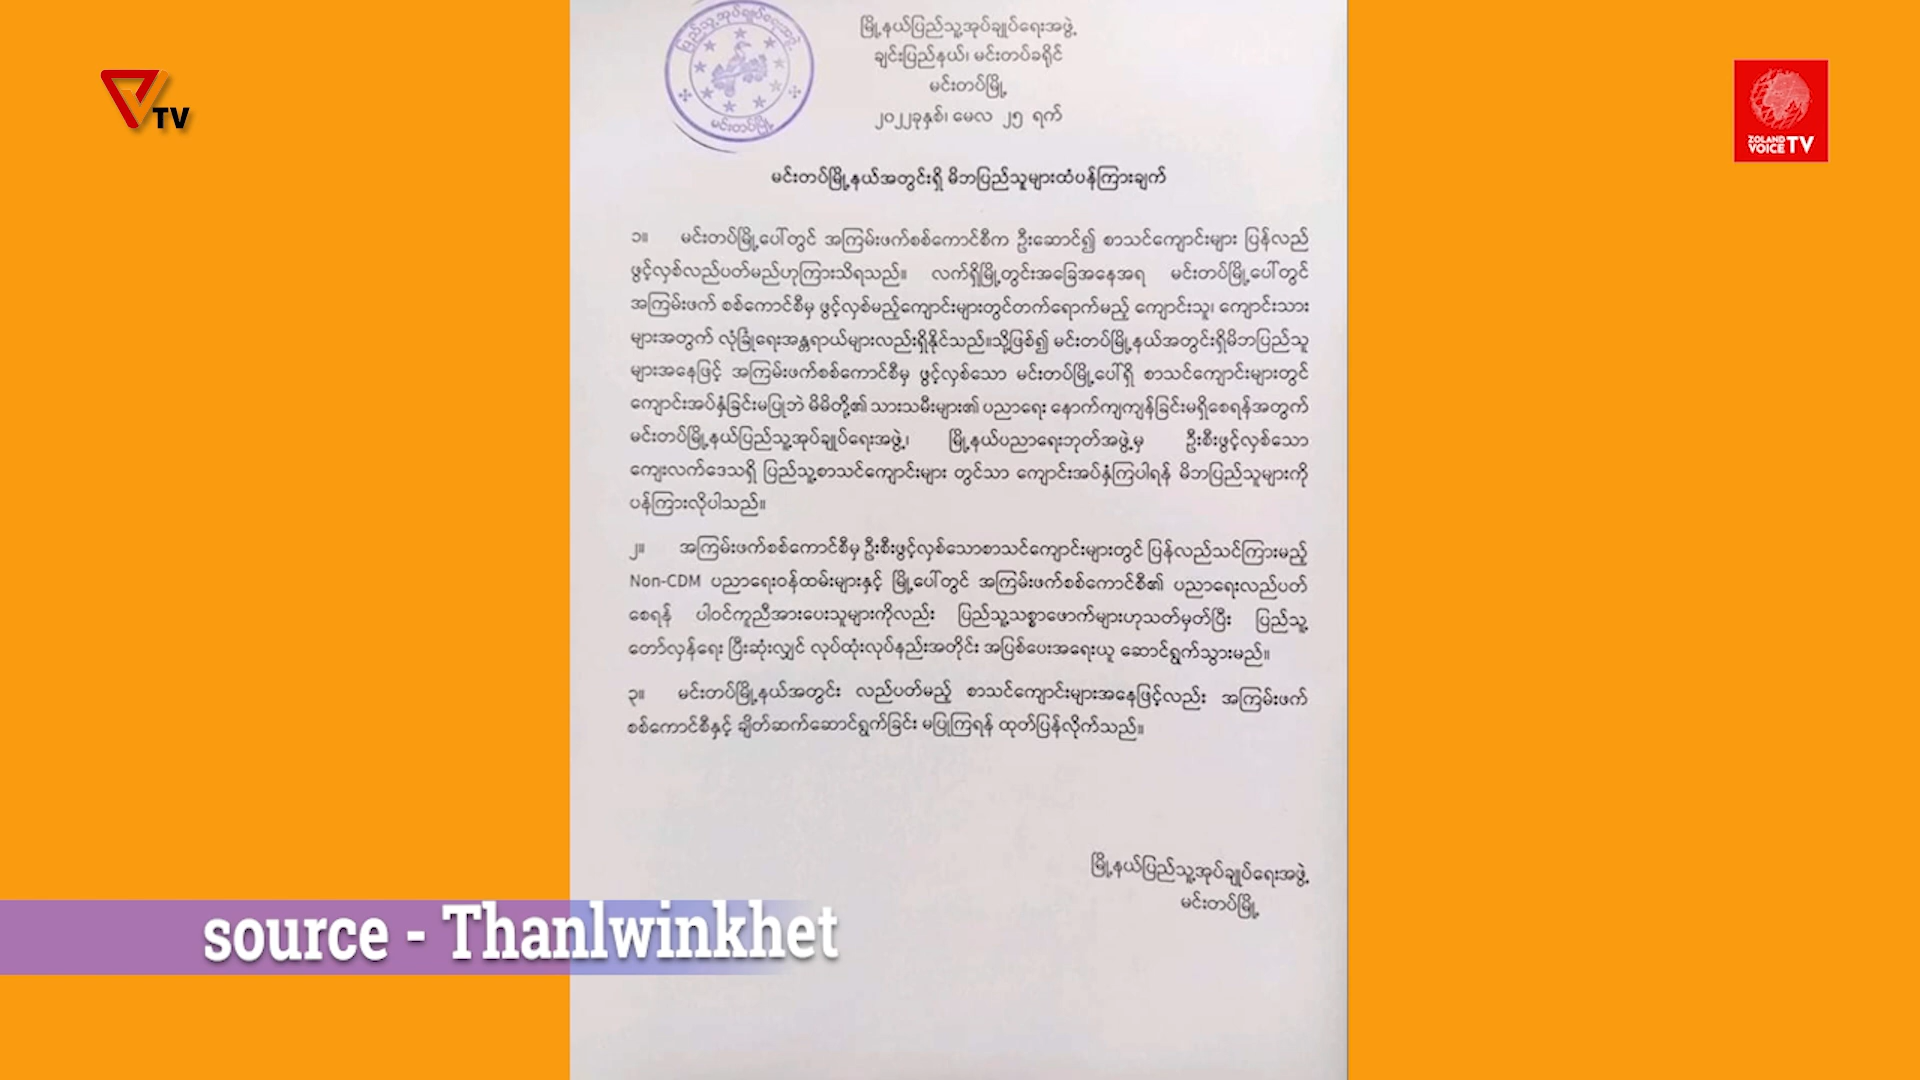 TV
ZOLAND
VOICE TV
ပြည်သူ့အုပ်ချုပ်ရေးအဖွဲ့
မင်းတပ်မြို့
မြို့နယ်ပြည်သူ့အုပ်ချုပ်ရေးအဖွဲ့
ချင်းပြည်နယ်၊ မင်းတပ်ခရိုင်
မင်းတပ်မြို့
၂၀၂၂ခုနှစ်၊ မေလ ၂၅ ရက်
မင်းတပ်မြို့နယ်အတွင်းရှိ မိဘပြည်သူများထံပန်ကြားချက်
၁။ မင်းတပ်မြို့ပေါ်တွင် အကြမ်းဖက်စစ်ကောင်စီက ဦးဆောင်၍ စာသင်ကျောင်းများ ပြန်လည်
ဖွင့်လှစ်လည်ပတ်မည်ဟုကြားသိရသည်။ လက်ရှိမြို့တွင်းအခြေအနေအရ မင်းတပ်မြို့ပေါ်တွင်
အကြမ်းဖက် စစ်ကောင်စီမှ ဖွင့်လှစ်မည့်ကျောင်းများတွင်တက်ရောက်မည့် ကျောင်းသူ၊ ကျောင်းသား
များအတွက် လုံခြုံရေးအန္တရာယ်များလည်းရှိနိုင်သည်။သို့ဖြစ်၍ မင်းတပ်မြို့နယ်အတွင်းရှိမိဘပြည်သူ
များအနေဖြင့် အကြမ်းဖက်စစ်ကောင်စီမှ ဖွင့်လှစ်သော မင်းတပ်မြို့ပေါ်ရှိ စာသင်ကျောင်းများတွင်
ကျောင်းအပ်နှံခြင်းမပြုဘဲ မိမိတို့၏ သားသမီးများ၏ ပညာရေး နောက်ကျကျန်ခြင်းမရှိစေရန်အတွက်
မင်းတပ်မြို့နယ်ပြည်သူ့အုပ်ချုပ်ရေးအဖွဲ့၊ မြို့နယ်ပညာရေးဘုတ်အဖွဲ့မှ ဦးစီးဖွင့်လှစ်သော
ကျေးလက်ဒေသရှိ ပြည်သူ့စာသင်ကျောင်းများ တွင်သာ ကျောင်းအပ်နှံကြပါရန် မိဘပြည်သူများကို
ပန်ကြားလိုပါသည်။
၂။ အကြမ်းဖက်စစ်ကောင်စီမှ ဦးစီးဖွင့်လှစ်သောစာသင်ကျောင်းများတွင် ပြန်လည်သင်ကြားမည့်
Non-CDM ပညာရေးဝန်ထမ်းများနှင့် မြို့ပေါ်တွင် အကြမ်းဖက်စစ်ကောင်စီ၏ ပညာရေးလည်ပတ်
စေရန် ပါဝင်ကူညီအားပေးသူများကိုလည်း ပြည်သူ့သစ္စာဖောက်များဟုသတ်မှတ်ပြီး ပြည်သူ့
တော်လှန်ရေး ပြီးဆုံးလျှင် လုပ်ထုံးလုပ်နည်းအတိုင်း အပြစ်ပေးအရေးယူ ဆောင်ရွက်သွားမည်။
၃။ မင်းတပ်မြို့နယ်အတွင်း လည်ပတ်မည့် စာသင်ကျောင်းများအနေဖြင့်လည်း အကြမ်းဖက်
စစ်ကောင်စီနှင့် ချိတ်ဆက်ဆောင်ရွက်ခြင်း မပြုကြရန် ထုတ်ပြန်လိုက်သည်။
မြို့နယ်ပြည်သူ့အုပ်ချုပ်ရေးအဖွဲ့
မင်းတပ်မြို့
source - Thanlwinkhet